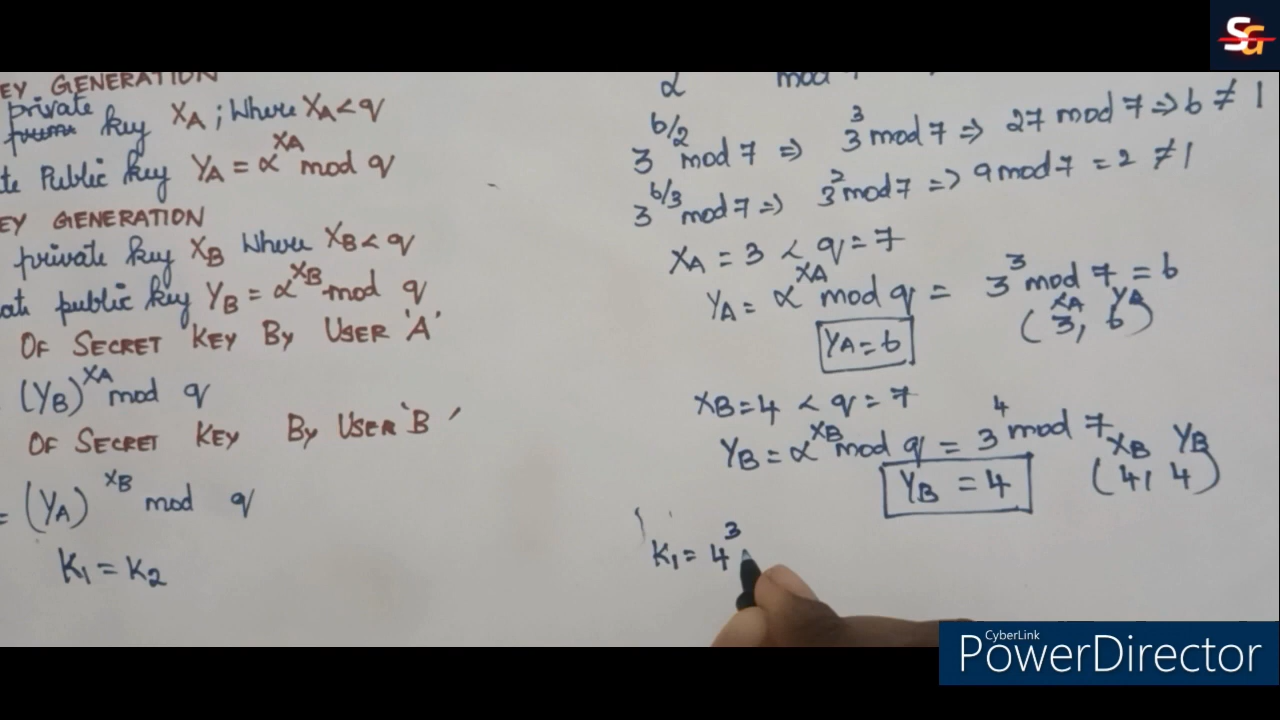 SG
EY GENERATION
private
key XA ; Where XA < q
te Public key YA = α^XA mod q
EY GENERATION
private key XB Where XB < q
ate public key YB = α^XB mod q
OF SECRET KEY BY USER 'A'
(YB)^XA mod q
OF SECRET KEY BY USER 'B'
= (YA)^XB mod q
K1 = K2
α mod
3^6/2 mod 7 => 3^3 mod 7 => 27 mod 7 => 6 ≠ 1
3^6/3 mod 7 => 3^2 mod 7 => 9 mod 7 = 2 ≠ 1
XA = 3 < q = 7
YA = α^XA mod q = 3^3 mod 7 = 6
XA YA
(3, 6)
YA = 6
XB = 4 < q = 7
YB = α^XB mod q = 3^4 mod 7
XB YB
(4, 4)
YB = 4
K1 = 4^3
CyberLink
PowerDirector